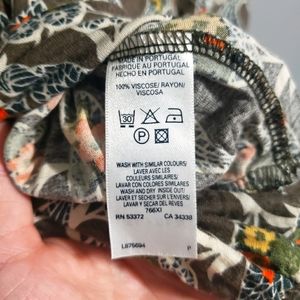 MADE IN PORTUGAL
FABRIQUÉ AU PORTUGAL
HECHO EN PORTUGAL
100% VISCOSE/RAYON/
VISCOSA
30
P
WASH WITH SIMILAR COLOURS/
LAVER AVEC LES
COULEURS SIMILAIRES/
LAVAR CON COLORES SIMILARES
WASH AND DRY INSIDE OUT/
LAVER ET SÉCHER SUR L'ENVERS/
LAVAR Y SECAR DEL REVÉS
766XI
RN 53372 CA 34338
L875694 P